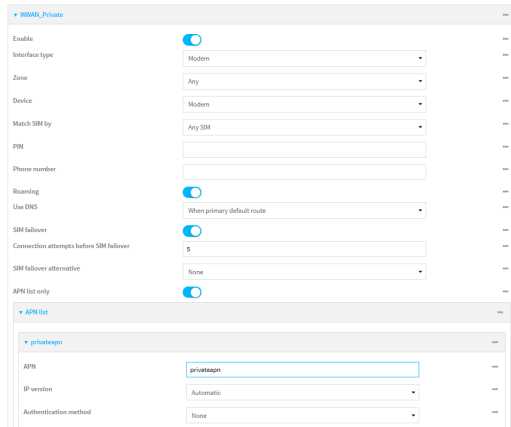 WWAN_Private
Enable
Interface type
Modem
Zone
Any
Device
Modem
Match SIM by
Any SIM
PIN
Phone number
Roaming
Use DNS
When primary default route
SIM failover
Connection attempts before SIM failover
5
SIM failover alternative
None
APN list only
APN list
privateapn
APN
privateapn
IP version
Automatic
Authentication method
None